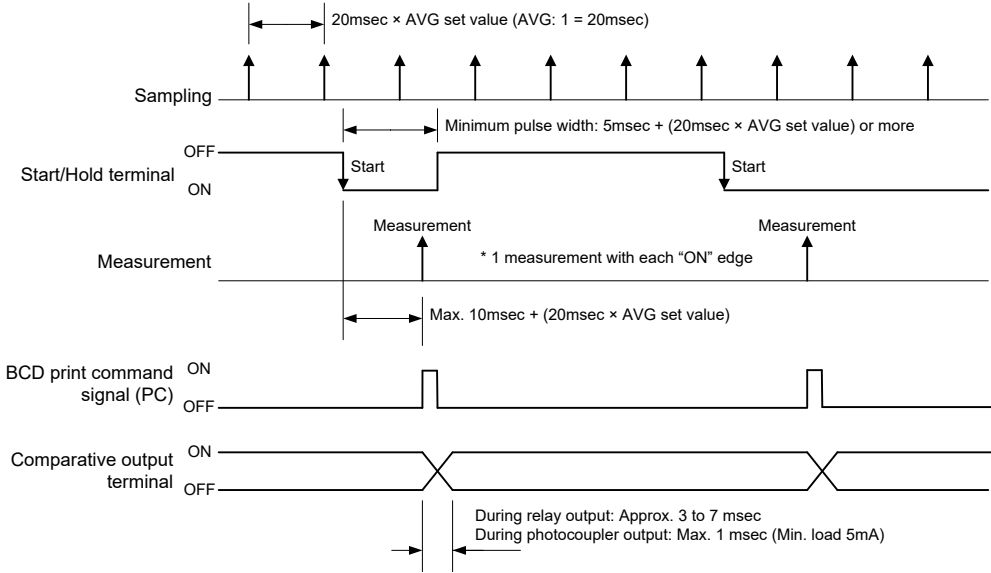 20msec × AVG set value (AVG: 1 = 20msec)
Sampling
Minimum pulse width: 5msec + (20msec × AVG set value) or more
OFF
Start/Hold terminal
ON
Start
Start
Measurement
Measurement
Measurement
* 1 measurement with each “ON” edge
Max. 10msec + (20msec × AVG set value)
BCD print command
signal (PC)
ON
OFF
Comparative output
terminal
ON
OFF
During relay output: Approx. 3 to 7 msec
During photocoupler output: Max. 1 msec (Min. load 5mA)